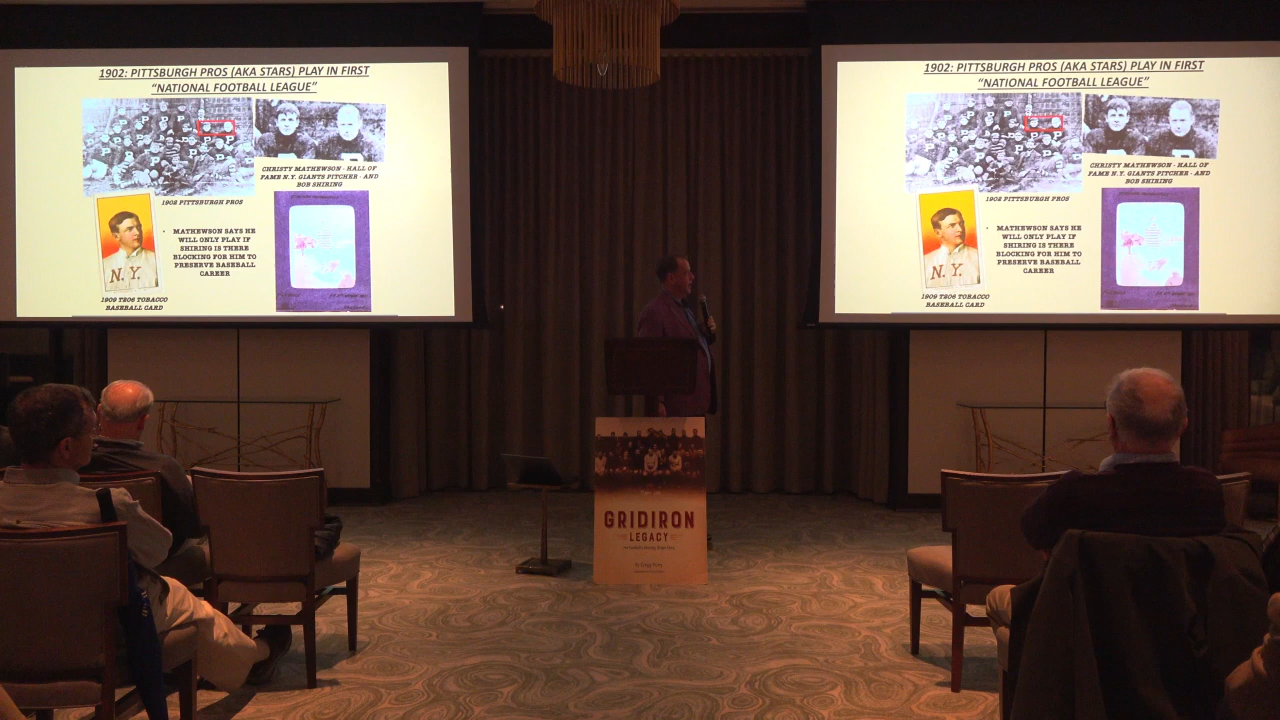 1902: PITTSBURGH PROS (AKA STARS) PLAY IN FIRST
“NATIONAL FOOTBALL LEAGUE”
CHRISTY MATHEWSON - HALL OF
FAME N.Y. GIANTS PITCHER - AND
BOB SHIRING
1902 PITTSBURGH PROS
• MATHEWSON SAYS HE
WILL ONLY PLAY IF
SHIRING IS THERE
BLOCKING FOR HIM TO
PRESERVE BASEBALL
CAREER
N.Y.
1909 T206 TOBACCO
BASEBALL CARD
1902: PITTSBURGH PROS (AKA STARS) PLAY IN FIRST
“NATIONAL FOOTBALL LEAGUE”
CHRISTY MATHEWSON - HALL OF
FAME N.Y. GIANTS PITCHER - AND
BOB SHIRING
1902 PITTSBURGH PROS
• MATHEWSON SAYS HE
WILL ONLY PLAY IF
SHIRING IS THERE
BLOCKING FOR HIM TO
PRESERVE BASEBALL
CAREER
N.Y.
1909 T206 TOBACCO
BASEBALL CARD
GRIDIRON
LEGACY